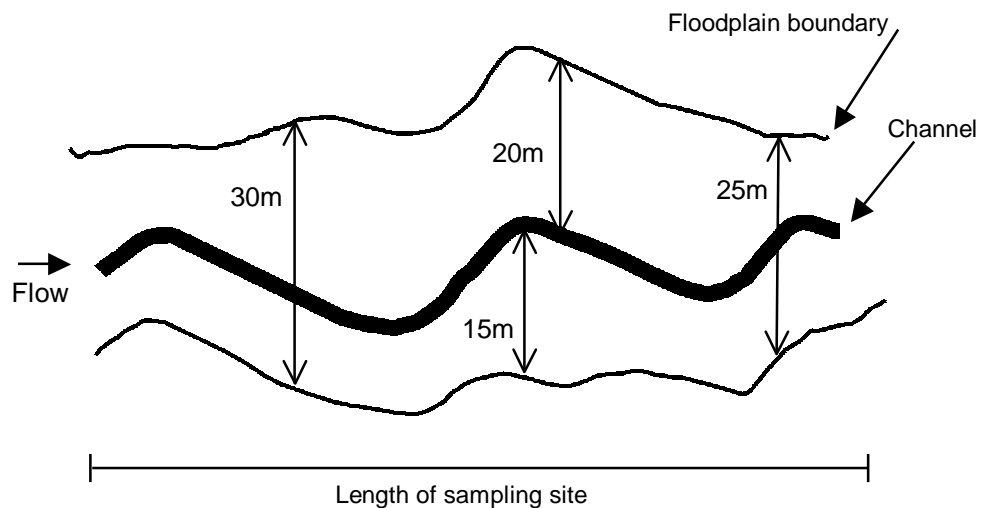 Floodplain boundary
Channel
20m
30m
25m
Flow
15m
Length of sampling site